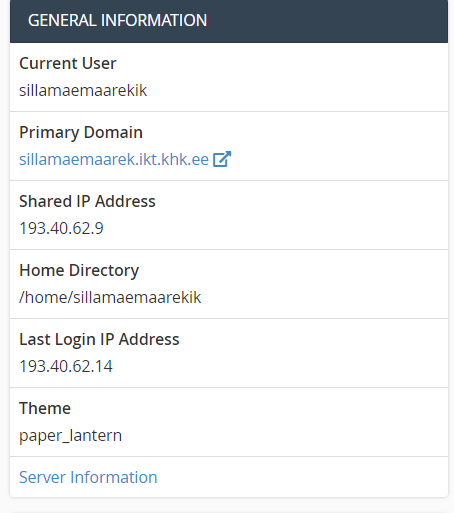 GENERAL INFORMATION
Current User
sillamaemaarekik
Primary Domain
sillamaemaarek.ikt.khk.ee
Shared IP Address
193.40.62.9
Home Directory
/home/sillamaemaarekik
Last Login IP Address
193.40.62.14
Theme
paper_lantern
Server Information